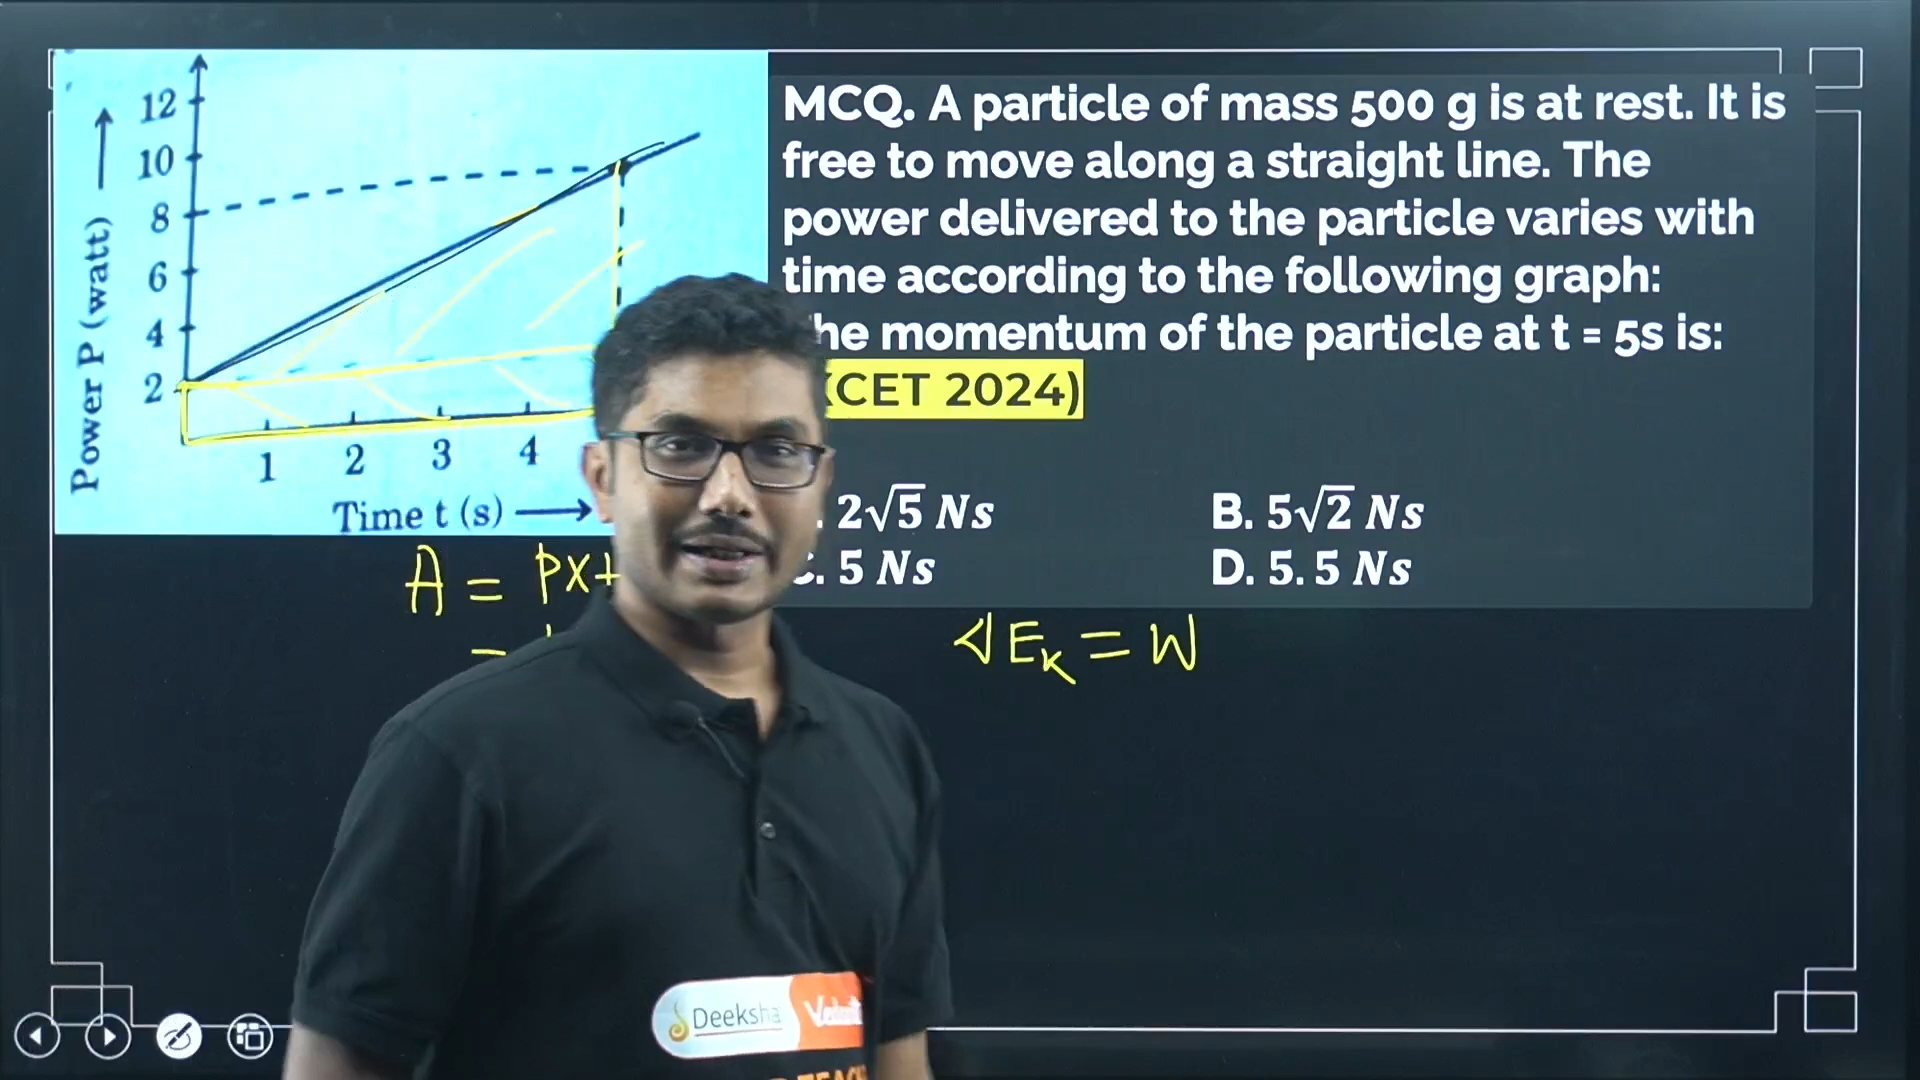 12
10
8
6
4
2
Power P (watt)
1 2 3 4
Time t (s)
MCQ. A particle of mass 500 g is at rest. It is
free to move along a straight line. The
power delivered to the particle varies with
time according to the following graph:
he momentum of the particle at t = 5s is:
CET 2024)
. 2√5 Ns
B. 5√2 Ns
C. 5 Ns
D. 5.5 Ns
A = P×t
=
ΔEₖ = W
Deeksha